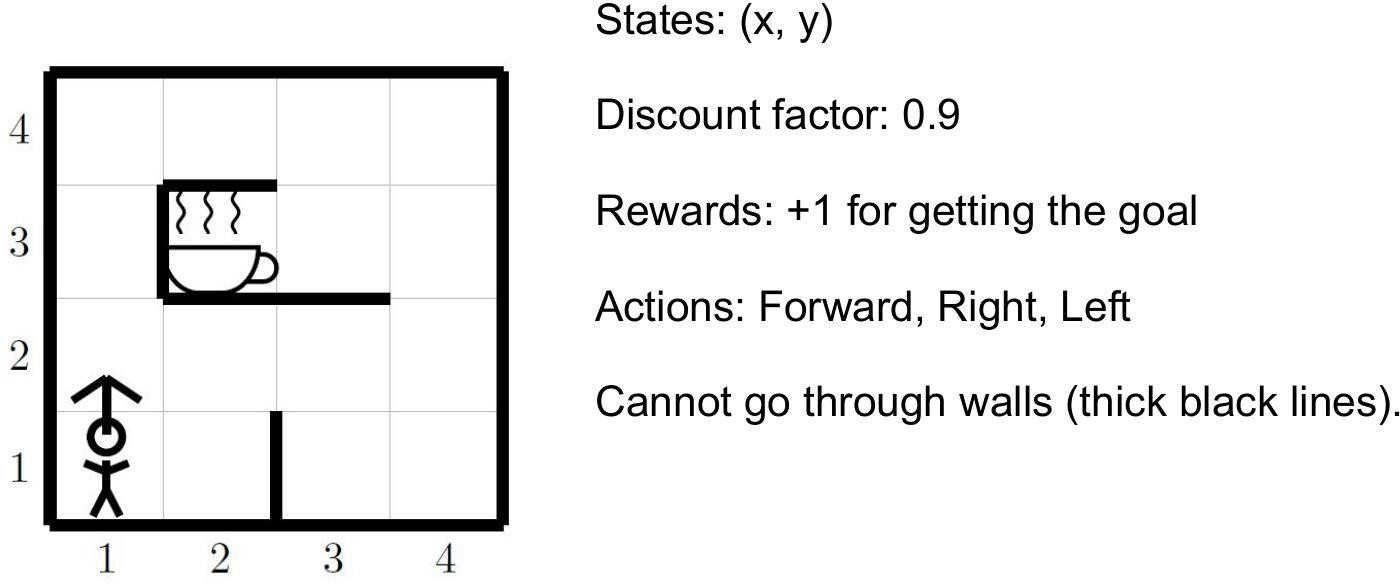 States: (x, y)
Discount factor: 0.9
Rewards: +1 for getting the goal
Actions: Forward, Right, Left
Cannot go through walls (thick black lines).
4
3
2
1
1 2 3 4